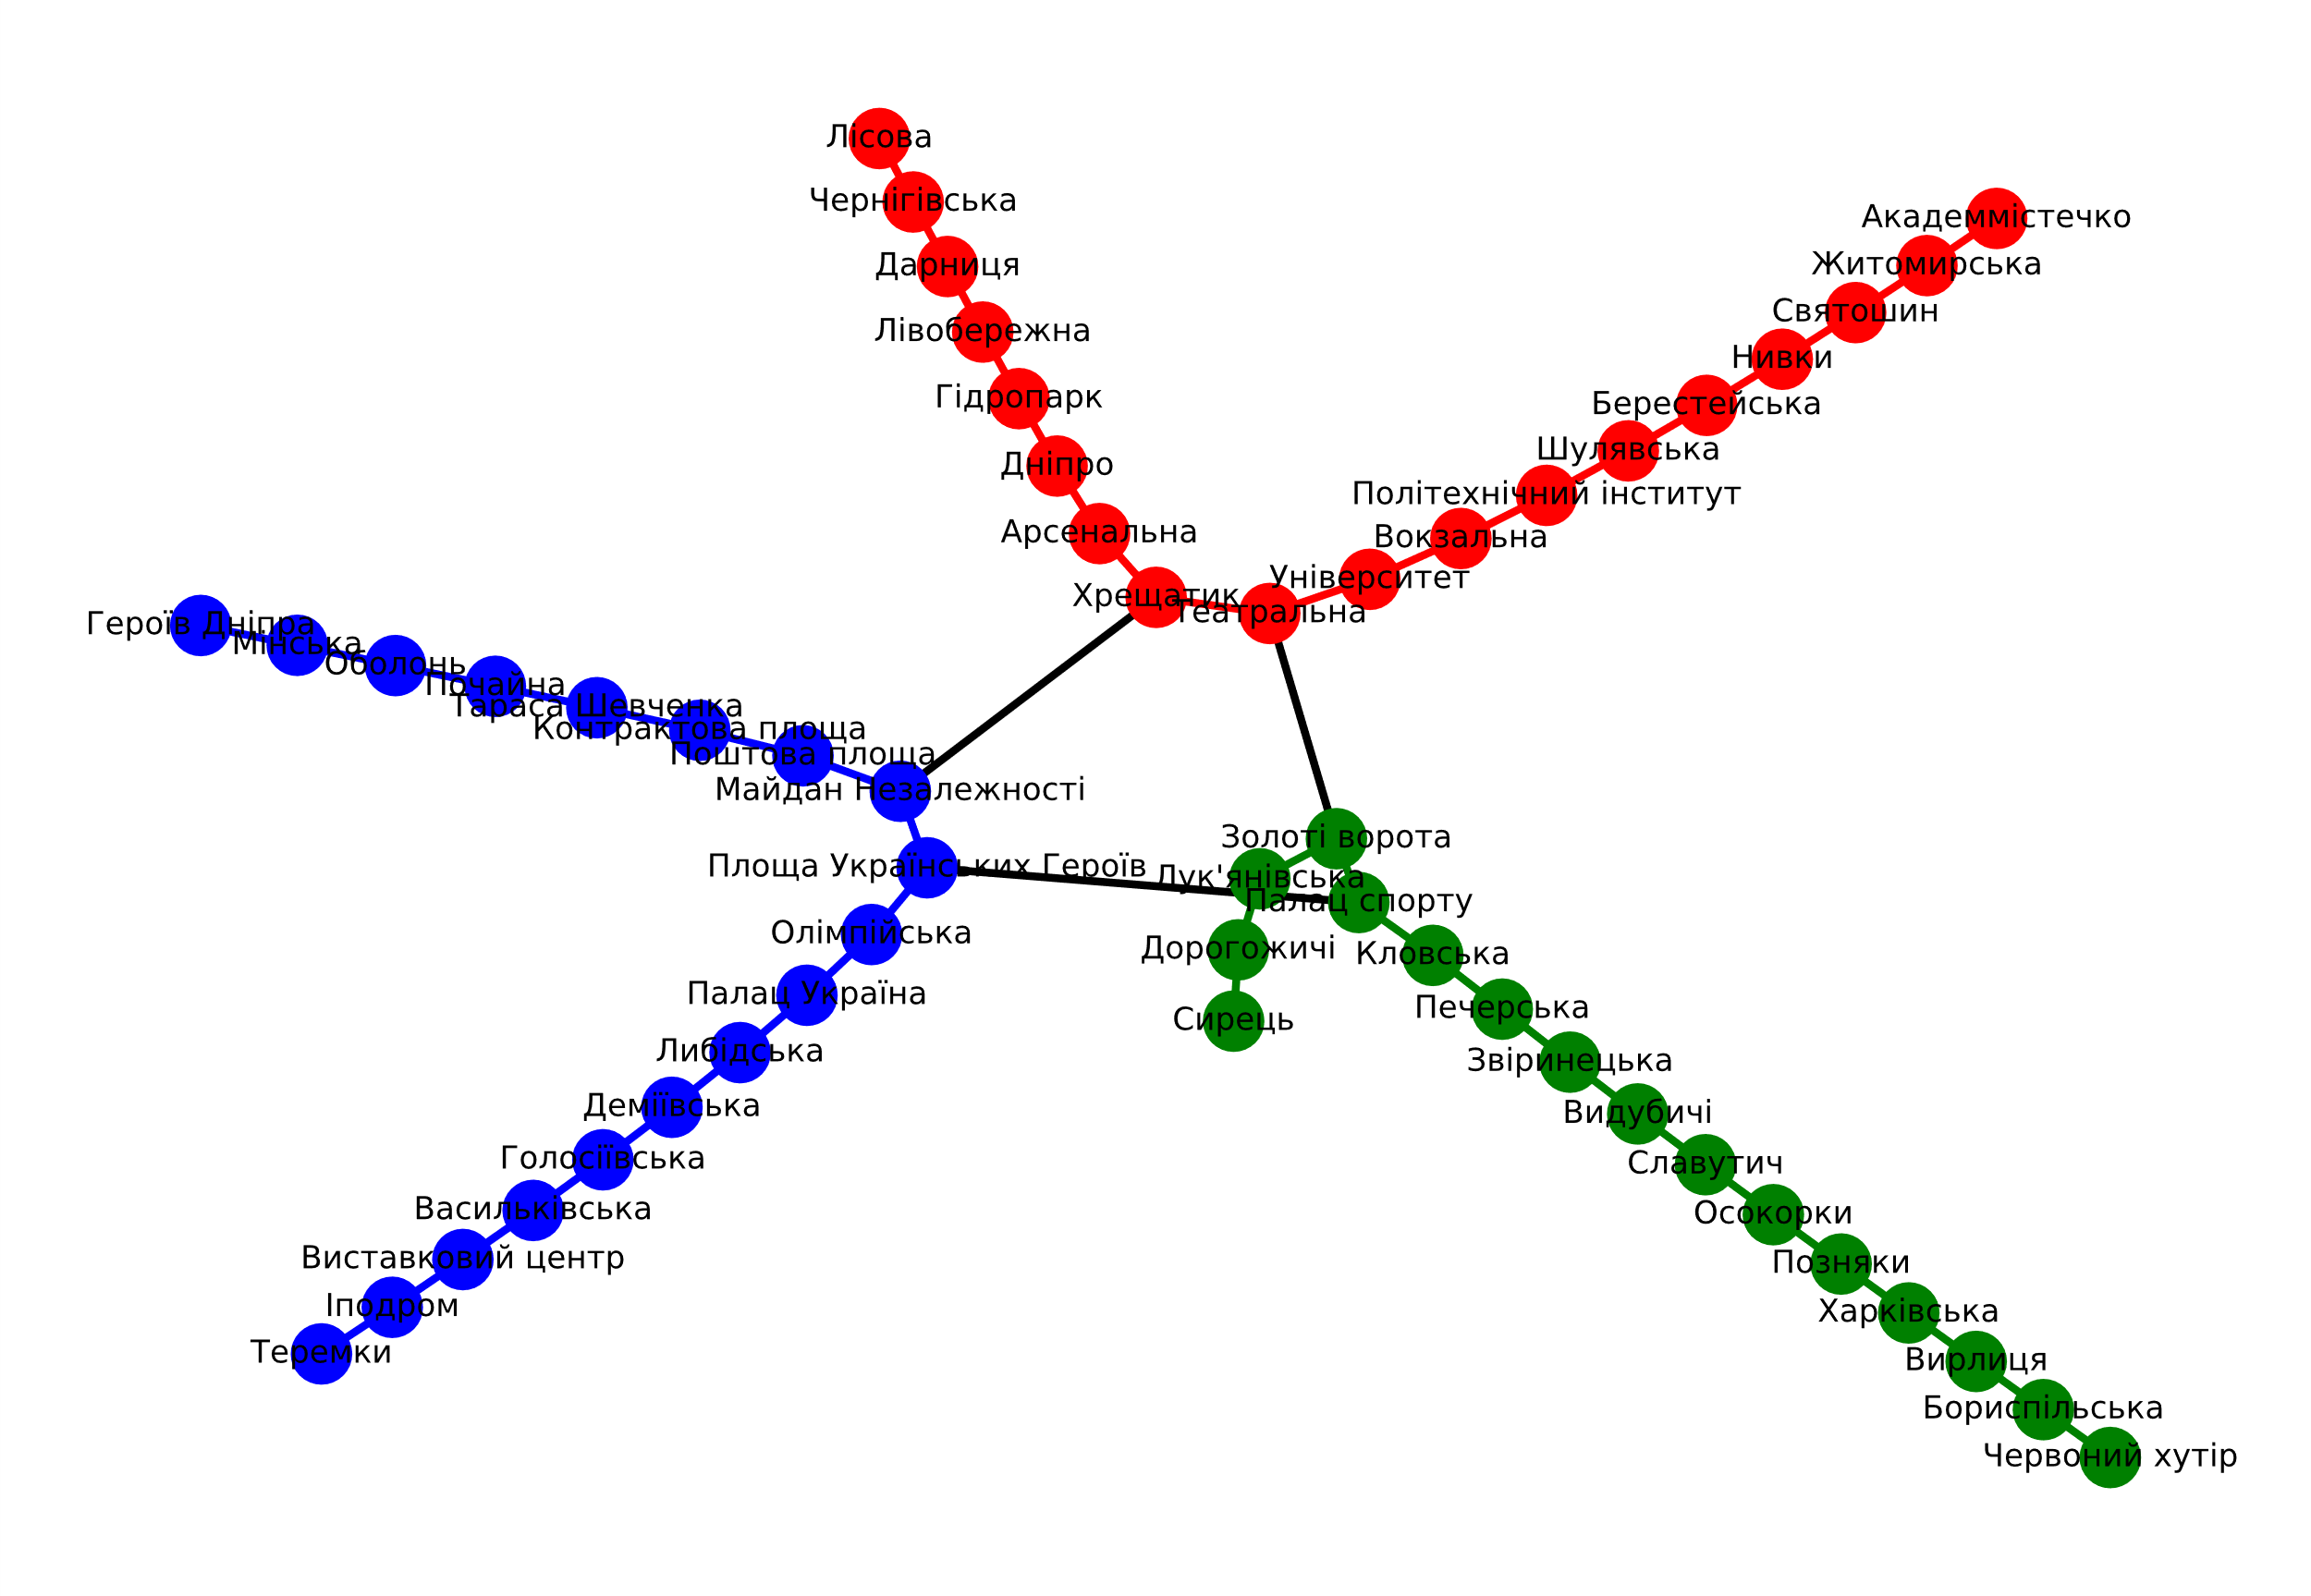 Лісова
Чернігівська
Дарниця
Лівобережна
Гідропарк
Дніпро
Арсенальна
Хрещатик
Театральна
Університет
Вокзальна
Політехнічний інститут
Шулявська
Берестейська
Нивки
Святошин
Житомирська
Академмістечко
Героїв Дніпра
Мінська
Оболонь
Почайна
Тараса Шевченка
Контрактова площа
Поштова площа
Майдан Незалежності
Площа Українських Героїв
Олімпійська
Палац Україна
Либідська
Деміївська
Голосіївська
Васильківська
Виставковий центр
Іподром
Теремки
Сирець
Дорогожичі
Лук'янівська
Золоті ворота
Палац спорту
Кловська
Печерська
Звіринецька
Видубичі
Славутич
Осокорки
Позняки
Харківська
Вирлиця
Бориспільська
Червоний хутір